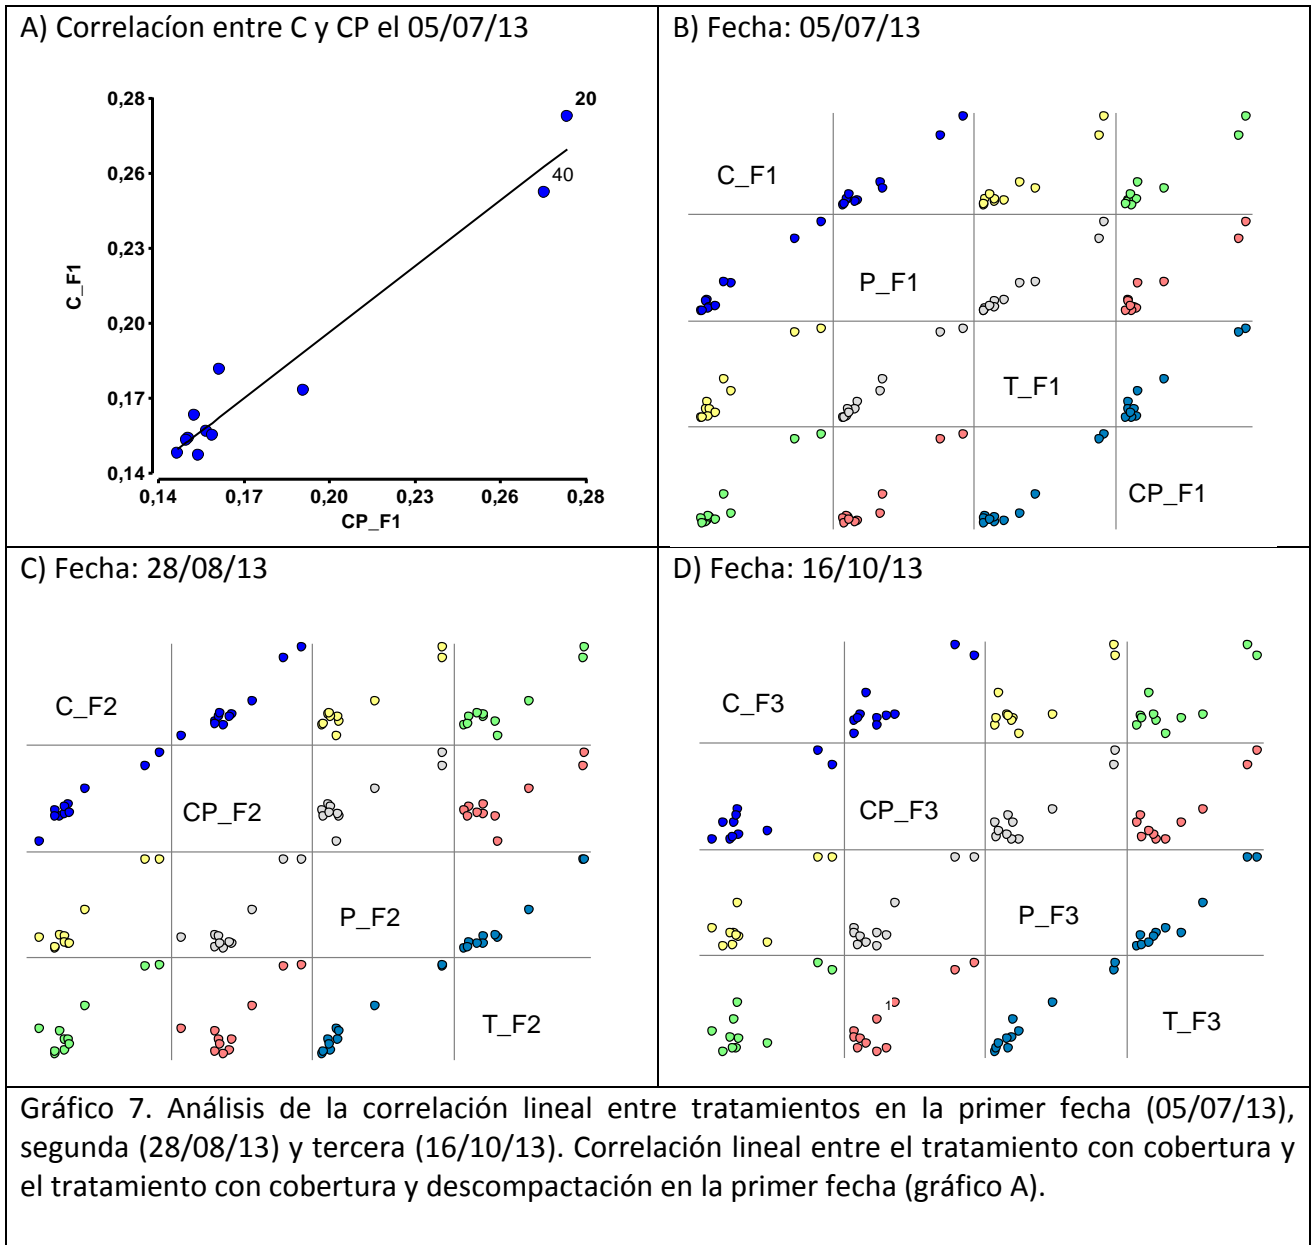 A) Correlacíon entre C y CP el 05/07/13
0,28
20
0,26
40
0,23
C_F1
0,20
0,17
0,14
0,14 0,17 0,20 0,23 0,26 0,28
CP_F1
B) Fecha: 05/07/13
C_F1
P_F1
T_F1
CP_F1
C) Fecha: 28/08/13
C_F2
CP_F2
P_F2
T_F2
D) Fecha: 16/10/13
C_F3
CP_F3
P_F3
1
T_F3
Gráfico 7. Análisis de la correlación lineal entre tratamientos en la primer fecha (05/07/13),
segunda (28/08/13) y tercera (16/10/13). Correlación lineal entre el tratamiento con cobertura y
el tratamiento con cobertura y descompactación en la primer fecha (gráfico A).